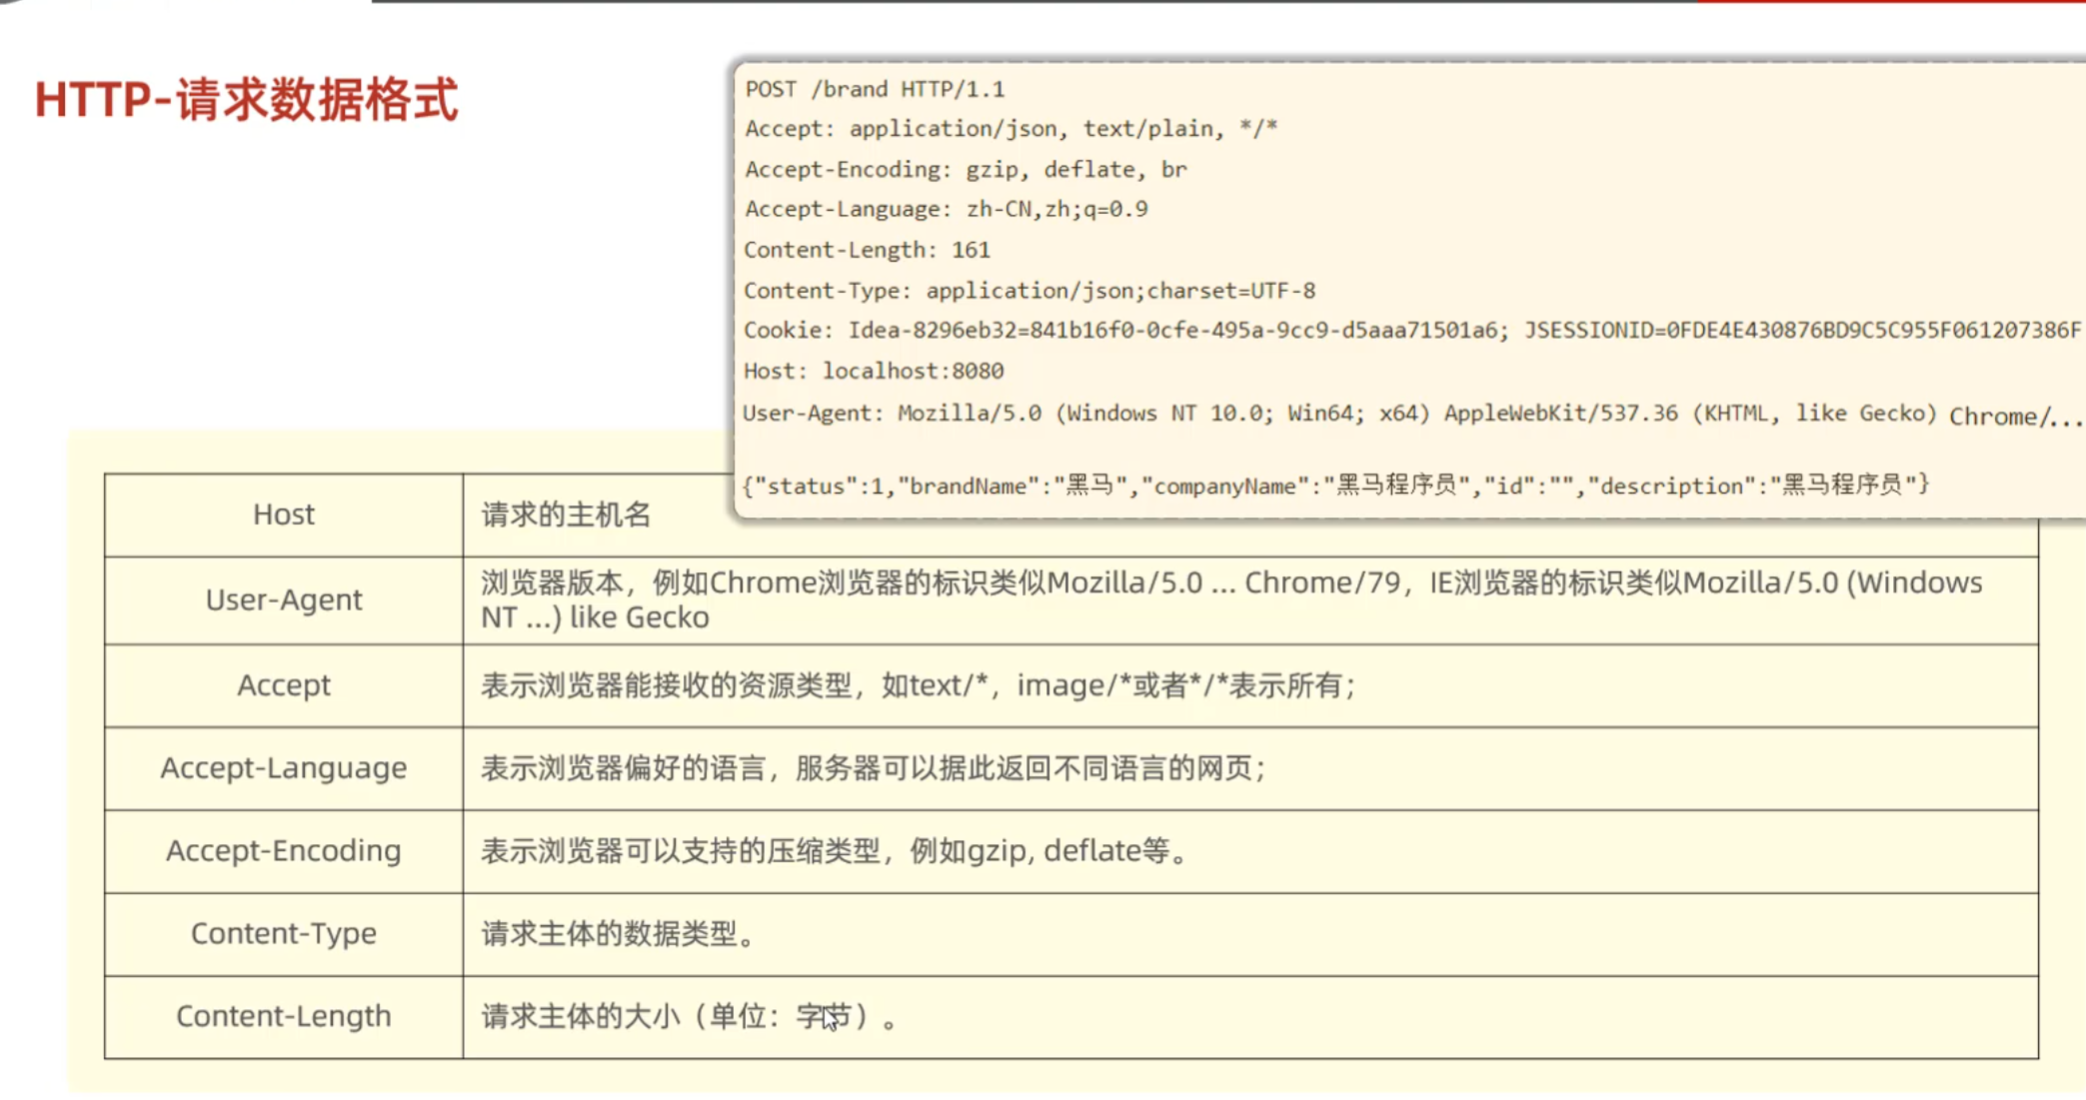 HTTP-请求数据格式
POST /brand HTTP/1.1
Accept: application/json, text/plain, */*
Accept-Encoding: gzip, deflate, br
Accept-Language: zh-CN,zh;q=0.9
Content-Length: 161
Content-Type: application/json;charset=UTF-8
Cookie: Idea-8296eb32=841b16f0-0cfe-495a-9cc9-d5aaa71501a6; JSESSIONID=0FDE4E430876BD9C5C955F061207386F
Host: localhost:8080
User-Agent: Mozilla/5.0 (Windows NT 10.0; Win64; x64) AppleWebKit/537.36 (KHTML, like Gecko) Chrome/...
{"status":1,"brandName":"黑马","companyName":"黑马程序员","id":"","description":"黑马程序员"}
Host 请求的主机名
User-Agent 浏览器版本，例如Chrome浏览器的标识类似Mozilla/5.0 ... Chrome/79，IE浏览器的标识类似Mozilla/5.0 (Windows
NT ...) like Gecko
Accept 表示浏览器能接收的资源类型，如text/*，image/*或者*/*表示所有；
Accept-Language 表示浏览器偏好的语言，服务器可以据此返回不同语言的网页；
Accept-Encoding 表示浏览器可以支持的压缩类型，例如gzip, deflate等。
Content-Type 请求主体的数据类型。
Content-Length 请求主体的大小（单位：字节）。